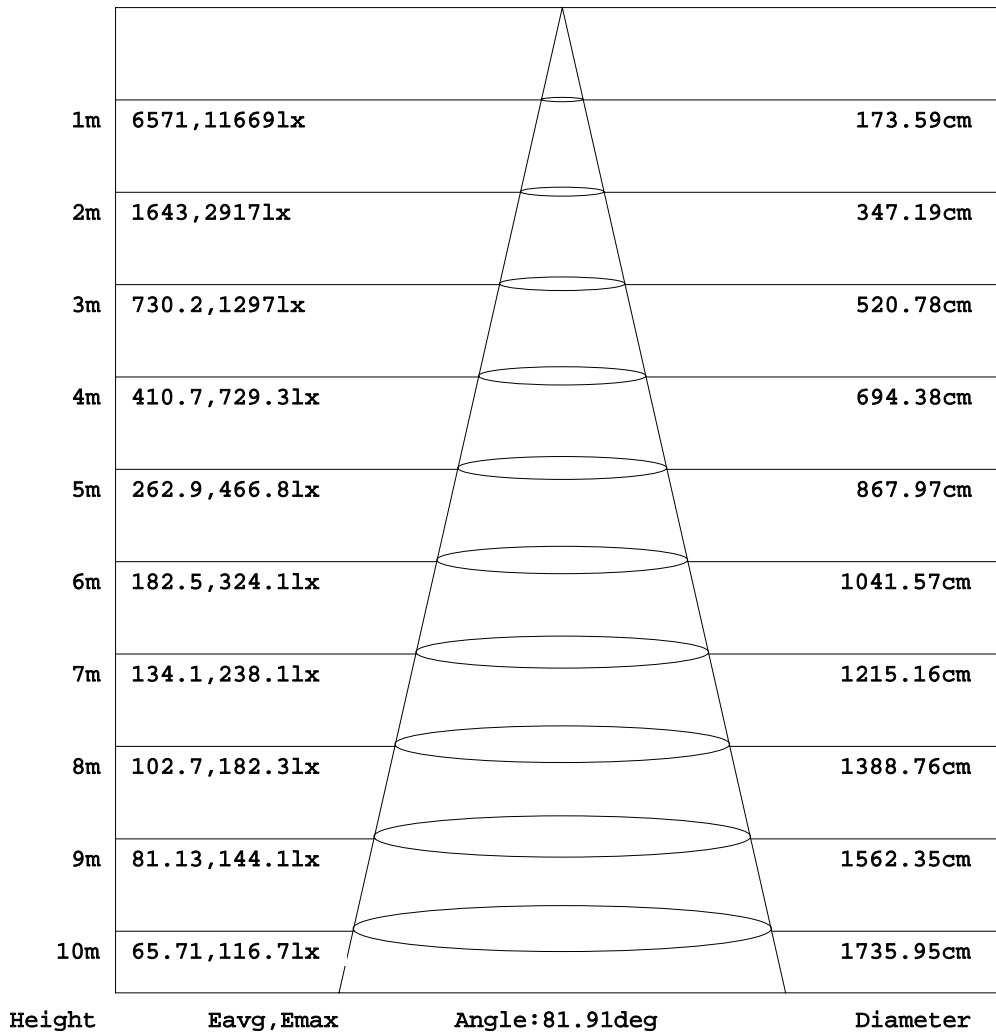 1m 6571,11669lx 173.59cm
2m 1643,2917lx 347.19cm
3m 730.2,1297lx 520.78cm
4m 410.7,729.3lx 694.38cm
5m 262.9,466.8lx 867.97cm
6m 182.5,324.1lx 1041.57cm
7m 134.1,238.1lx 1215.16cm
8m 102.7,182.3lx 1388.76cm
9m 81.13,144.1lx 1562.35cm
10m 65.71,116.7lx 1735.95cm
Height Eavg,Emax Angle:81.91deg Diameter